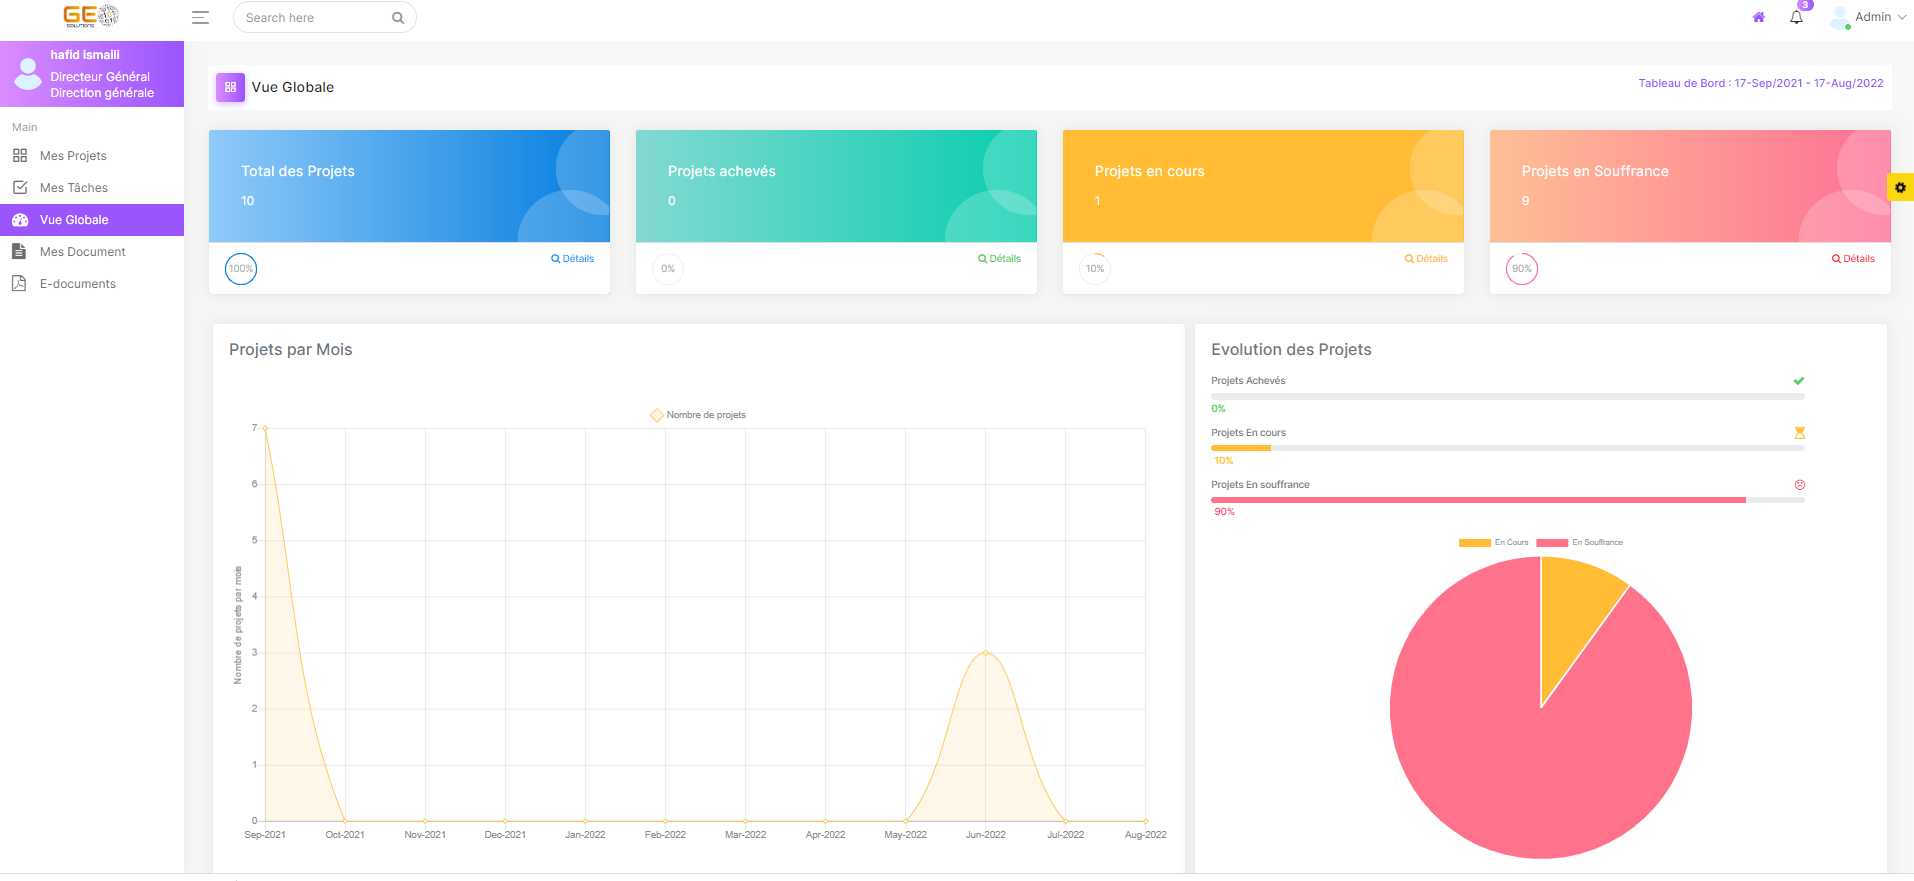 GEO
SOLUTIONS
Search here
3
Admin
hafid ismaili
Directeur Général
Direction générale
Main
Mes Projets
Mes Tâches
Vue Globale
Mes Document
E-documents
Vue Globale
Tableau de Bord : 17-Sep/2021 - 17-Aug/2022
Total des Projets
10
100%
Détails
Projets achevés
0
0%
Détails
Projets en cours
1
10%
Détails
Projets en Souffrance
9
90%
Détails
Projets par Mois
Nombre de projets
Nombre de projets par mois
7
6
5
4
3
2
1
0
Sep-2021 Oct-2021 Nov-2021 Dec-2021 Jan-2022 Feb-2022 Mar-2022 Apr-2022 May-2022 Jun-2022 Jul-2022 Aug-2022
Evolution des Projets
Projets Achevés
0%
Projets En cours
10%
Projets En souffrance
90%
En Cours En Souffrance